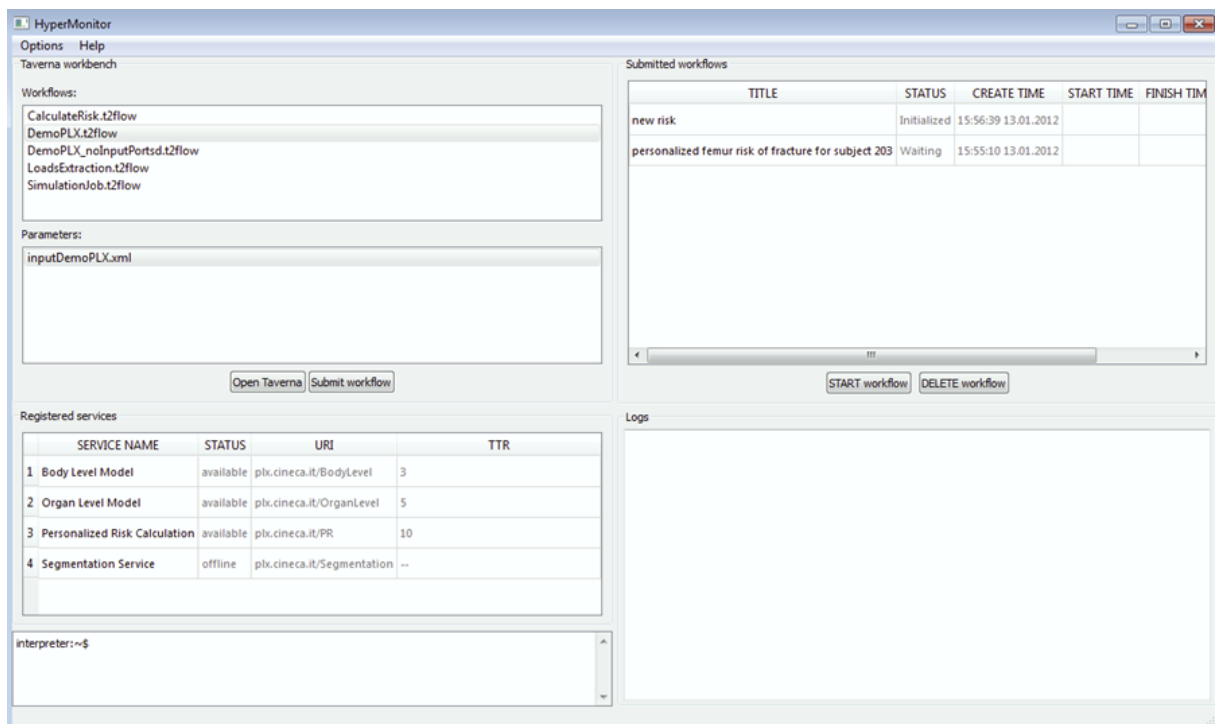 HyperMonitor
Options Help
Taverna workbench
Workflows:
CalculateRisk.t2flow
DemoPLX.t2flow
DemoPLX_noInputPortsd.t2flow
LoadsExtraction.t2flow
SimulationJob.t2flow
Parameters:
inputDemoPLX.xml
Open Taverna Submit workflow
Submitted workflows
TITLE STATUS CREATE TIME START TIME FINISH TIM
new risk Initialized 15:56:39 13.01.2012
personalized femur risk of fracture for subject 203 Waiting 15:55:10 13.01.2012
START workflow DELETE workflow
Registered services
SERVICE NAME STATUS URI TTR
1 Body Level Model available plx.cineca.it/BodyLevel 3
2 Organ Level Model available plx.cineca.it/OrganLevel 5
3 Personalized Risk Calculation available plx.cineca.it/PR 10
4 Segmentation Service offline plx.cineca.it/Segmentation --
Logs
interpreter:~$